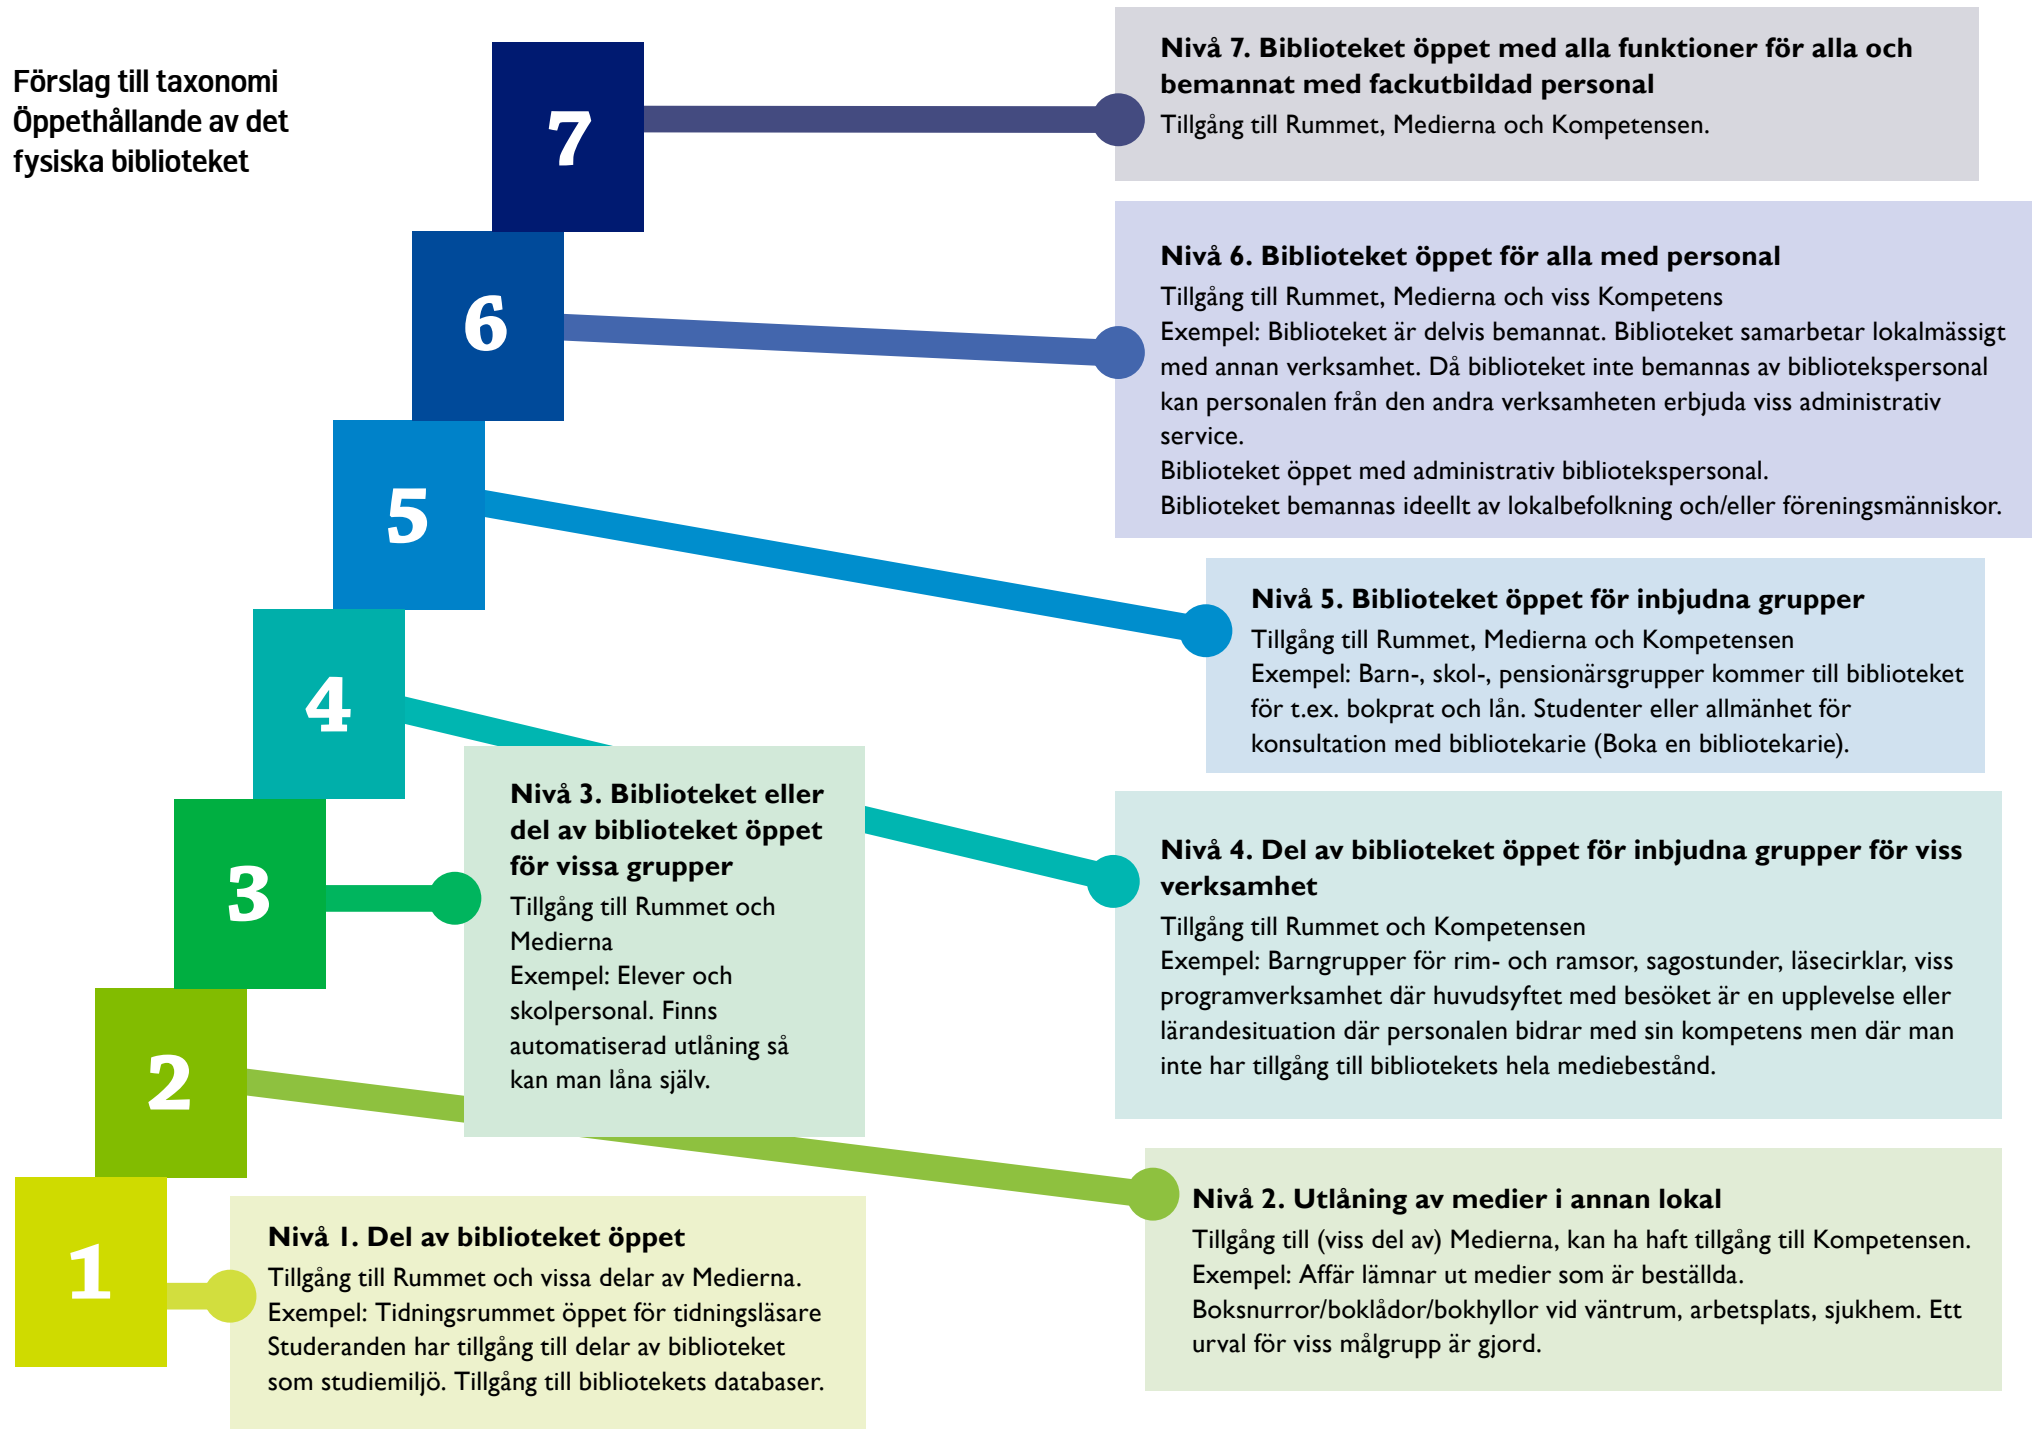 Förslag till taxonomi
Öppethållande av det
fysiska biblioteket
7
Nivå 7. Biblioteket öppet med alla funktioner för alla och
bemannat med fackutbildad personal
Tillgång till Rummet, Medierna och Kompetensen.
6
Nivå 6. Biblioteket öppet för alla med personal
Tillgång till Rummet, Medierna och viss Kompetens
Exempel: Biblioteket är delvis bemannat. Biblioteket samarbetar lokalmässigt
med annan verksamhet. Då biblioteket inte bemannas av bibliotekspersonal
kan personalen från den andra verksamheten erbjuda viss administrativ
service.
Biblioteket öppet med administrativ bibliotekspersonal.
Biblioteket bemannas ideellt av lokalbefolkning och/eller föreningsmänniskor.
5
Nivå 5. Biblioteket öppet för inbjudna grupper
Tillgång till Rummet, Medierna och Kompetensen
Exempel: Barn-, skol-, pensionärsgrupper kommer till biblioteket
för t.ex. bokprat och lån. Studenter eller allmänhet för
konsultation med bibliotekarie (Boka en bibliotekarie).
4
Nivå 4. Del av biblioteket öppet för inbjudna grupper för viss
verksamhet
Tillgång till Rummet och Kompetensen
Exempel: Barngrupper för rim- och ramsor, sagostunder, läsecirklar, viss
programverksamhet där huvudsyftet med besöket är en upplevelse eller
lärandesituation där personalen bidrar med sin kompetens men där man
inte har tillgång till bibliotekets hela mediebestånd.
3
Nivå 3. Biblioteket eller
del av biblioteket öppet
för vissa grupper
Tillgång till Rummet och
Medierna
Exempel: Elever och
skolpersonal. Finns
automatiserad utlåning så
kan man låna själv.
2
Nivå 2. Utlåning av medier i annan lokal
Tillgång till (viss del av) Medierna, kan ha haft tillgång till Kompetensen.
Exempel: Affär lämnar ut medier som är beställda.
Boksnurror/boklådor/bokhyllor vid väntrum, arbetsplats, sjukhem. Ett
urval för viss målgrupp är gjord.
1
Nivå 1. Del av biblioteket öppet
Tillgång till Rummet och vissa delar av Medierna.
Exempel: Tidningsrummet öppet för tidningsläsare
Studeranden har tillgång till delar av biblioteket
som studiemiljö. Tillgång till bibliotekets databaser.